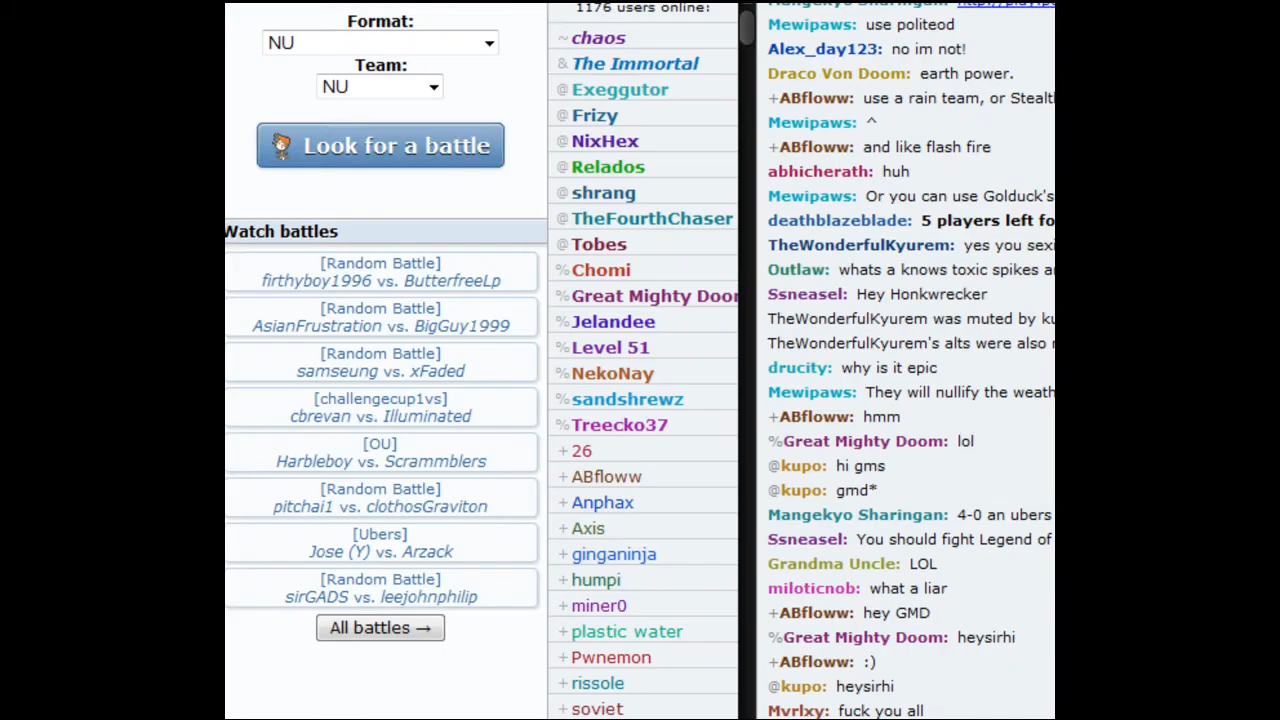 Format:
NU
Team:
NU
Look for a battle
Watch battles
[Random Battle]
firthyboy1996 vs. ButterfreeLp
[Random Battle]
AsianFrustration vs. BigGuy1999
[Random Battle]
samseung vs. xFaded
[challengecup1vs]
cbrevan vs. Illuminated
[OU]
Harbleboy vs. Scrammblers
[Random Battle]
pitchai1 vs. clothosGraviton
[Ubers]
Jose (Y) vs. Arzack
[Random Battle]
sirGADS vs. leejohnphilip
All battles →
1176 users online:
~ chaos
& The Immortal
@ Exeggutor
@ Frizy
@ NixHex
@ Relados
@ shrang
@ TheFourthChaser
@ Tobes
% Chomi
% Great Mighty Door
% Jelandee
% Level 51
% NekoNay
% sandshrewz
% Treecko37
+ 26
+ ABfloww
+ Anphax
+ Axis
+ ginganinja
+ humpi
+ miner0
+ plastic water
+ Pwnemon
+ rissole
+ soviet
Mangekyo Sharingan: http://play.po
Mewipaws: use politeod
Alex_day123: no im not!
Draco Von Doom: earth power.
+ABfloww: use a rain team, or Stealt
Mewipaws: ^
+ABfloww: and like flash fire
abhicherath: huh
Mewipaws: Or you can use Golduck's
deathblazeblade: 5 players left fo
TheWonderfulKyurem: yes you sexi
Outlaw: whats a knows toxic spikes a
Ssneasel: Hey Honkwrecker
TheWonderfulKyurem was muted by ku
TheWonderfulKyurem's alts were also
drucity: why is it epic
Mewipaws: They will nullify the weath
+ABfloww: hmm
%Great Mighty Doom: lol
@kupo: hi gms
@kupo: gmd*
Mangekyo Sharingan: 4-0 an ubers
Ssneasel: You should fight Legend of
Grandma Uncle: LOL
miloticnob: what a liar
+ABfloww: hey GMD
%Great Mighty Doom: heysirhi
+ABfloww: :)
@kupo: heysirhi
Mvrlxy: fuck you all